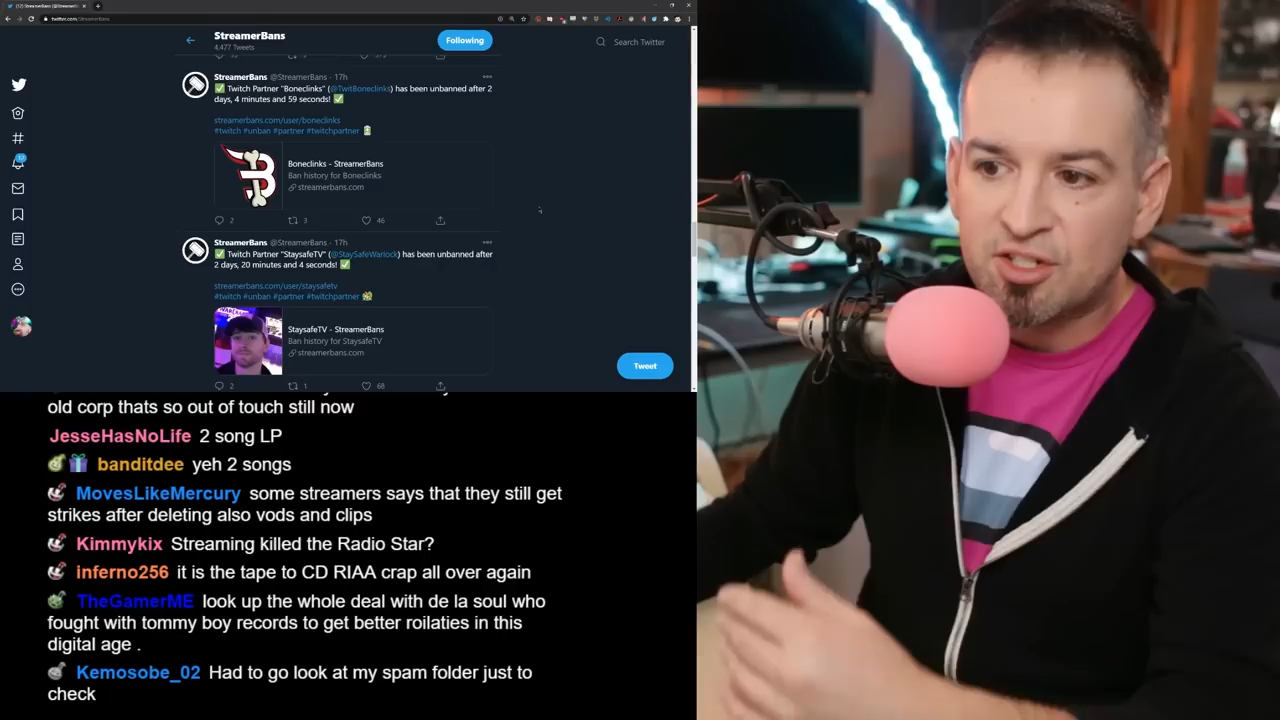 StreamerBans (@StreamerBans
twitter.com/StreamerBans
StreamerBans
4,477 Tweets
Following
Search Twitter
StreamerBans @StreamerBans · 17h
✅ Twitch Partner "Boneclinks" (@TwitBoneclinks) has been unbanned after 2
days, 4 minutes and 59 seconds! ✅
streamerbans.com/user/boneclinks
#twitch #unban #partner #twitchpartner
Boneclinks - StreamerBans
Ban history for Boneclinks
streamerbans.com
2 3 46
StreamerBans @StreamerBans · 17h
✅ Twitch Partner "StaysafeTV" (@StaySafeWarlock) has been unbanned after
2 days, 20 minutes and 4 seconds! ✅
streamerbans.com/user/staysafetv
#twitch #unban #partner #twitchpartner
StaysafeTV - StreamerBans
Ban history for StaysafeTV
streamerbans.com
2 1 68
Tweet
old corp thats so out of touch still now
JesseHasNoLife 2 song LP
banditdee yeh 2 songs
MovesLikeMercury some streamers says that they still get
strikes after deleting also vods and clips
Kimmykix Streaming killed the Radio Star?
inferno256 it is the tape to CD RIAA crap all over again
TheGamerME look up the whole deal with de la soul who
fought with tommy boy records to get better roilaties in this
digital age .
Kemosobe_02 Had to go look at my spam folder just to
check